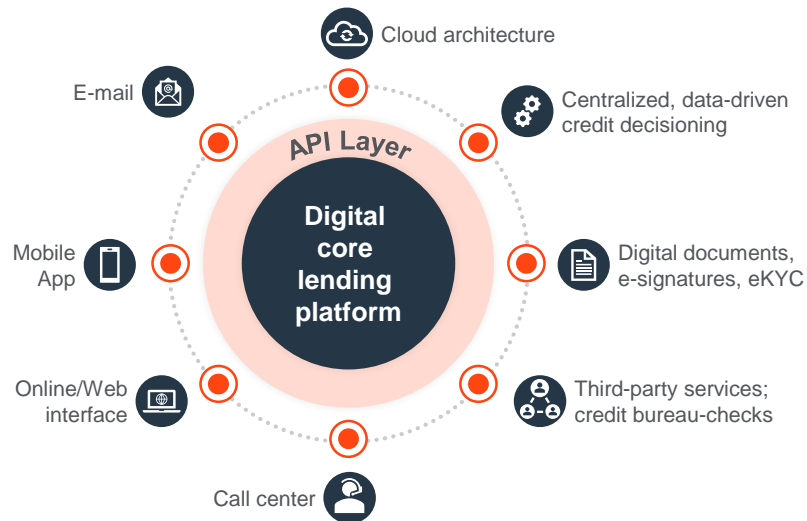 Cloud architecture
E-mail
Centralized, data-driven
credit decisioning
API Layer
Digital
core
lending
platform
Mobile
App
Digital documents,
e-signatures, eKYC
Online/Web
interface
Third-party services;
credit bureau-checks
Call center